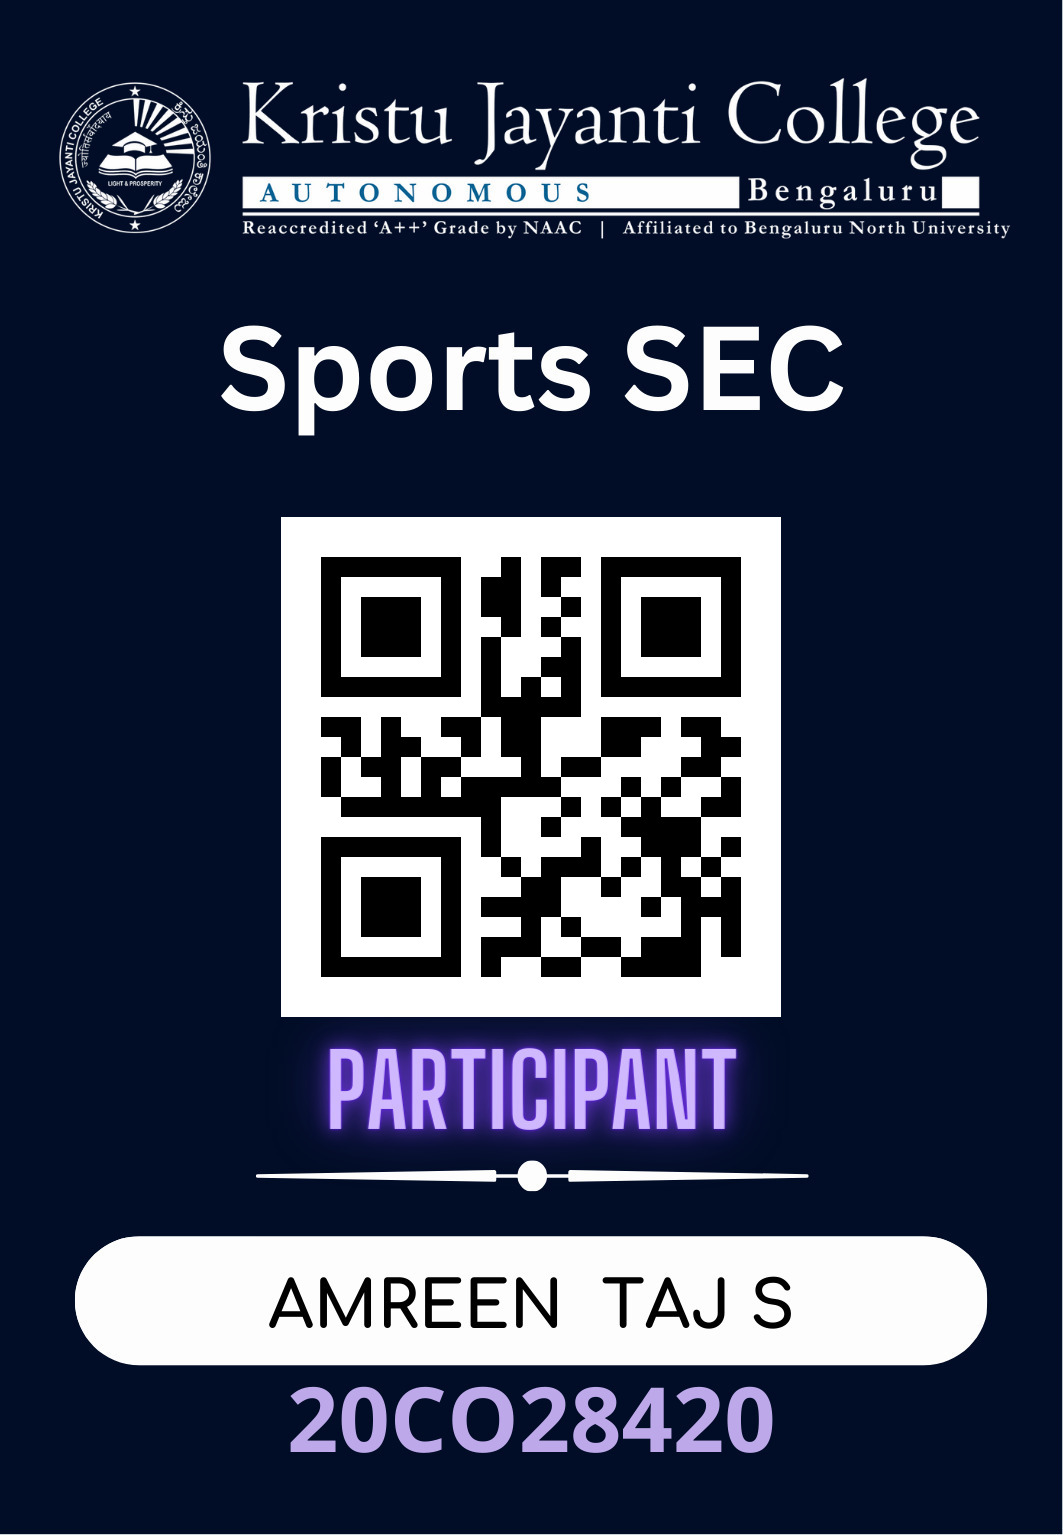 KRISTU JAYANTI COLLEGE
ಕ್ರಿಸ್ತು ಜಯಂತಿ ಕಾಲೇಜು
LIGHT & PROSPERITY
Kristu Jayanti College
AUTONOMOUS Bengaluru
Reaccredited ‘A++’ Grade by NAAC | Affiliated to Bengaluru North University
Sports SEC
PARTICIPANT
AMREEN TAJ S
20CO28420